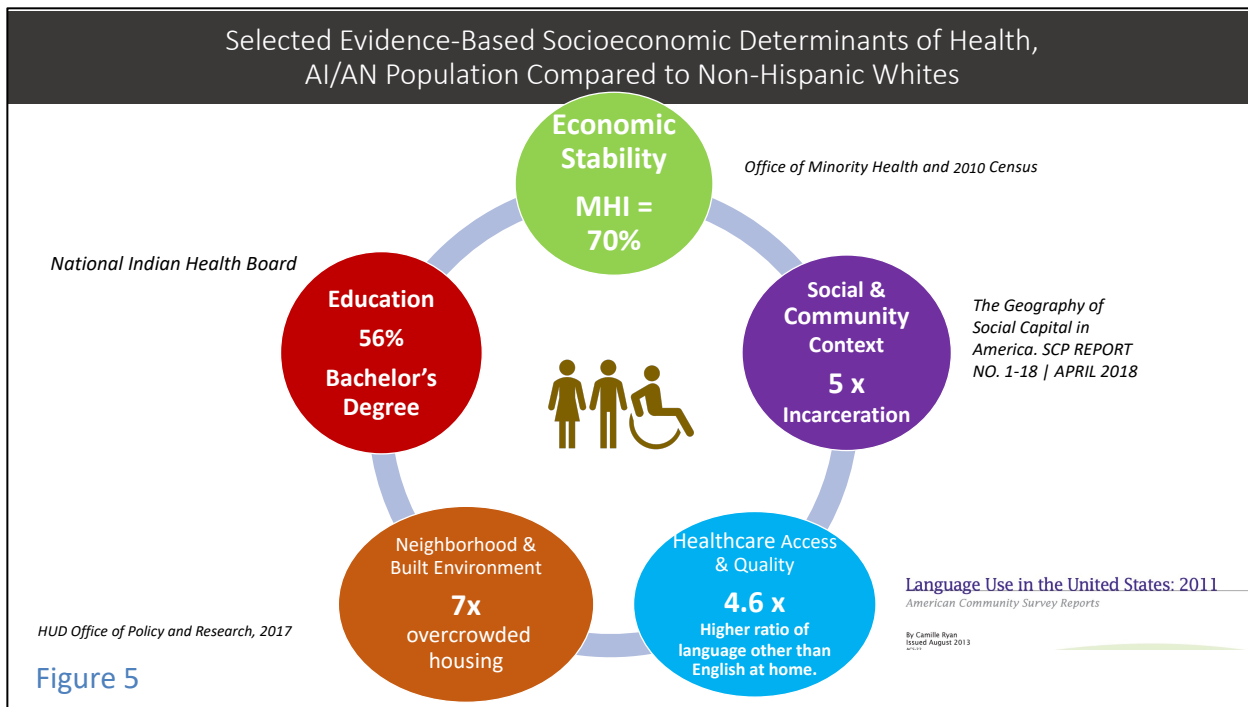 Selected Evidence-Based Socioeconomic Determinants of Health,
AI/AN Population Compared to Non-Hispanic Whites
Economic
Stability
MHI =
70%
Office of Minority Health and 2010 Census
National Indian Health Board
Education
56%
Bachelor's
Degree
Social &
Community
Context
5 x
Incarceration
The Geography of
Social Capital in
America. SCP REPORT
NO. 1-18 | APRIL 2018
Neighborhood &
Built Environment
7x
overcrowded
housing
Healthcare Access
& Quality
4.6 x
Higher ratio of
language other than
English at home.
Language Use in the United States: 2011
American Community Survey Reports
By Camille Ryan
Issued August 2013
HUD Office of Policy and Research, 2017
Figure 5